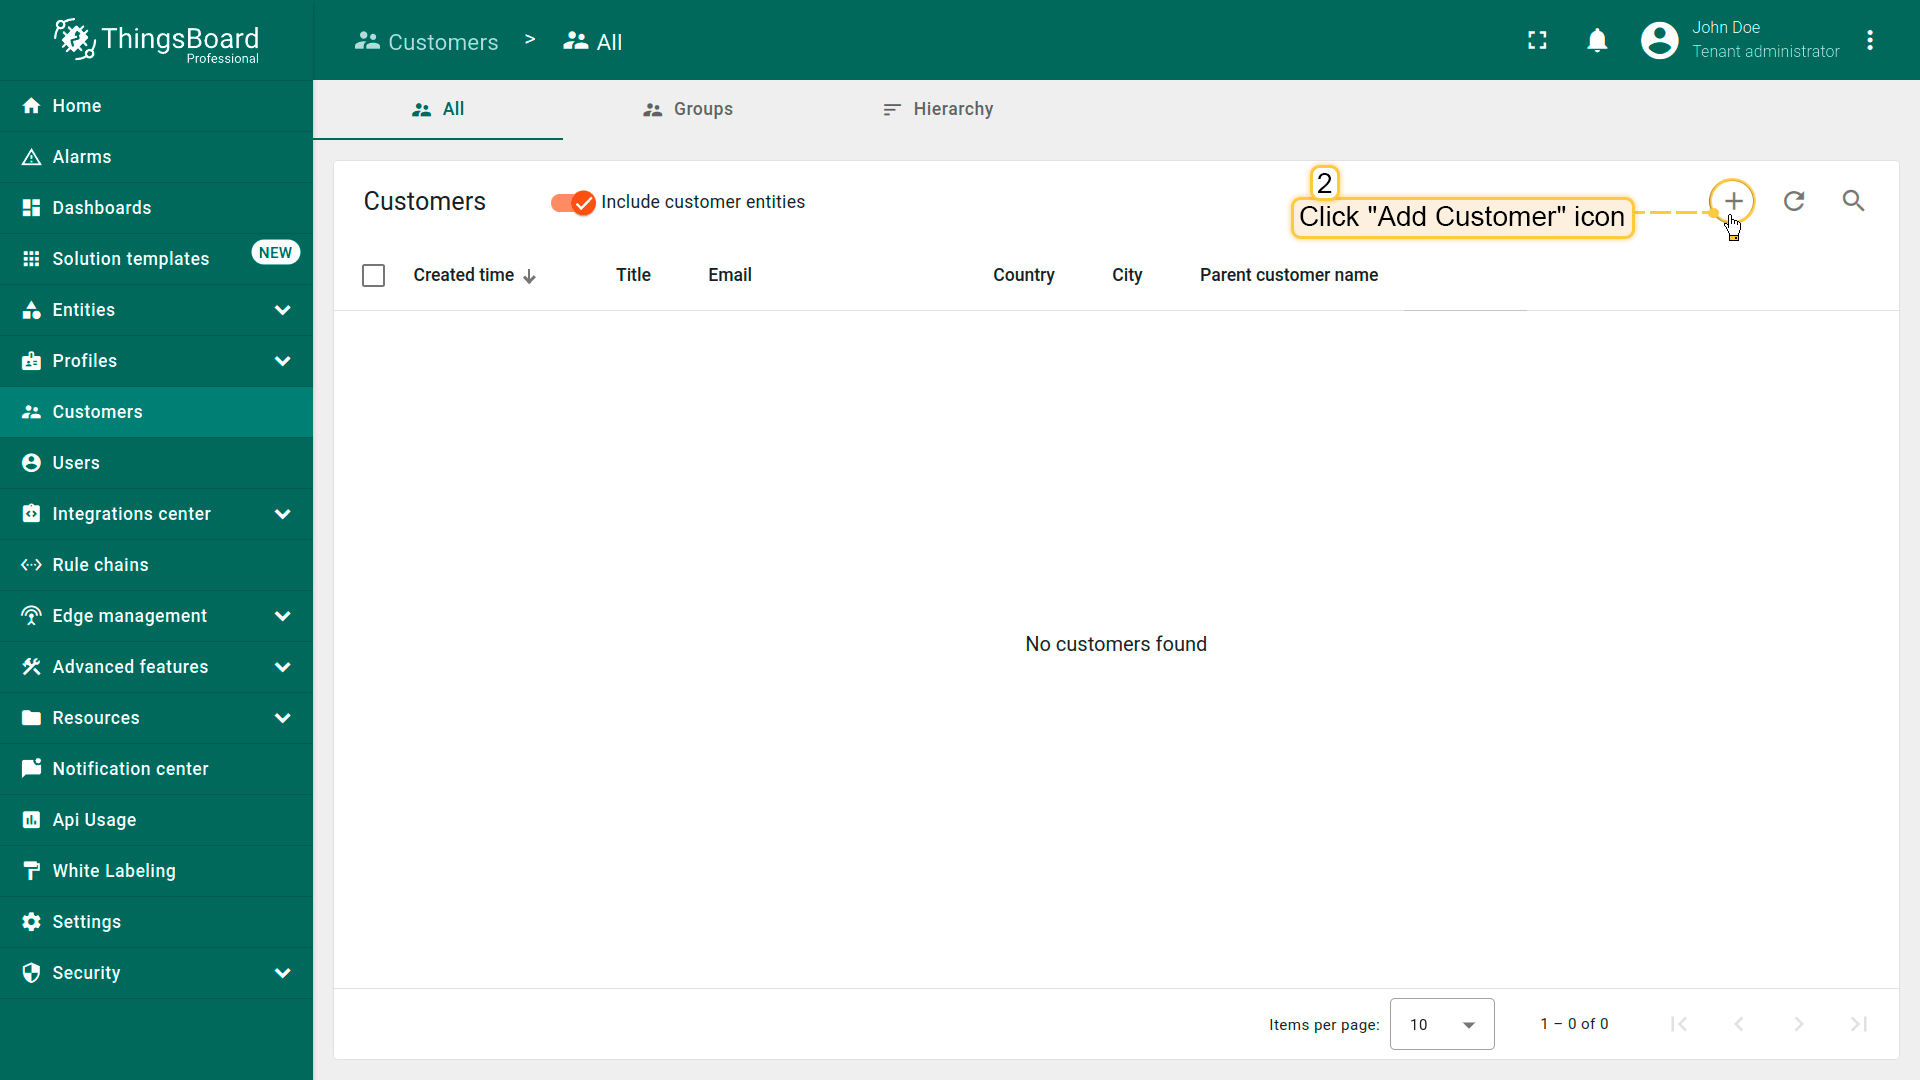 ThingsBoard
Professional
Customers > All
John Doe
Tenant administrator
Home
Alarms
Dashboards
Solution templates NEW
Entities
Profiles
Customers
Users
Integrations center
Rule chains
Edge management
Advanced features
Resources
Notification center
Api Usage
White Labeling
Settings
Security
All Groups Hierarchy
Customers Include customer entities
2
Click "Add Customer" icon
Created time Title Email Country City Parent customer name
No customers found
Items per page: 10 1 – 0 of 0